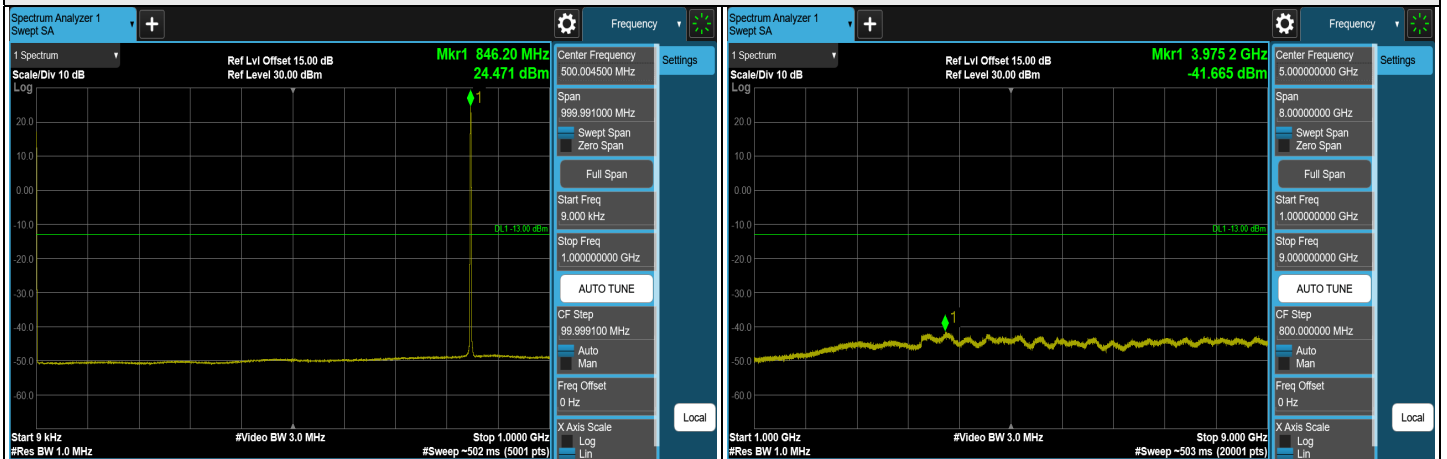 Spectrum Analyzer 1
Swept SA
+
Frequency
1 Spectrum
Scale/Div 10 dB
Log
Ref Lvl Offset 15.00 dB
Ref Level 30.00 dBm
Mkr1 846.20 MHz
24.471 dBm
1
20.0
10.0
0.00
-10.0
-20.0
-30.0
-40.0
-50.0
-60.0
DL1 -13.00 dBm
Start 9 kHz
#Res BW 1.0 MHz
#Video BW 3.0 MHz
Stop 1.0000 GHz
#Sweep ~502 ms (5001 pts)
Center Frequency
500.004500 MHz
Span
999.991000 MHz
Swept Span
Zero Span
Full Span
Start Freq
9.000 kHz
Stop Freq
1.000000000 GHz
AUTO TUNE
CF Step
99.999100 MHz
Auto
Man
Freq Offset
0 Hz
X Axis Scale
Log
Lin
Settings
Local
Spectrum Analyzer 1
Swept SA
+
Frequency
1 Spectrum
Scale/Div 10 dB
Log
Ref Lvl Offset 15.00 dB
Ref Level 30.00 dBm
Mkr1 3.975 2 GHz
-41.665 dBm
1
20.0
10.0
0.00
-10.0
-20.0
-30.0
-40.0
-50.0
-60.0
DL1 -13.00 dBm
Start 1.000 GHz
#Res BW 1.0 MHz
#Video BW 3.0 MHz
Stop 9.000 GHz
#Sweep ~503 ms (20001 pts)
Center Frequency
5.000000000 GHz
Span
8.00000000 GHz
Swept Span
Zero Span
Full Span
Start Freq
1.000000000 GHz
Stop Freq
9.000000000 GHz
AUTO TUNE
CF Step
800.000000 MHz
Auto
Man
Freq Offset
0 Hz
X Axis Scale
Log
Lin
Settings
Local